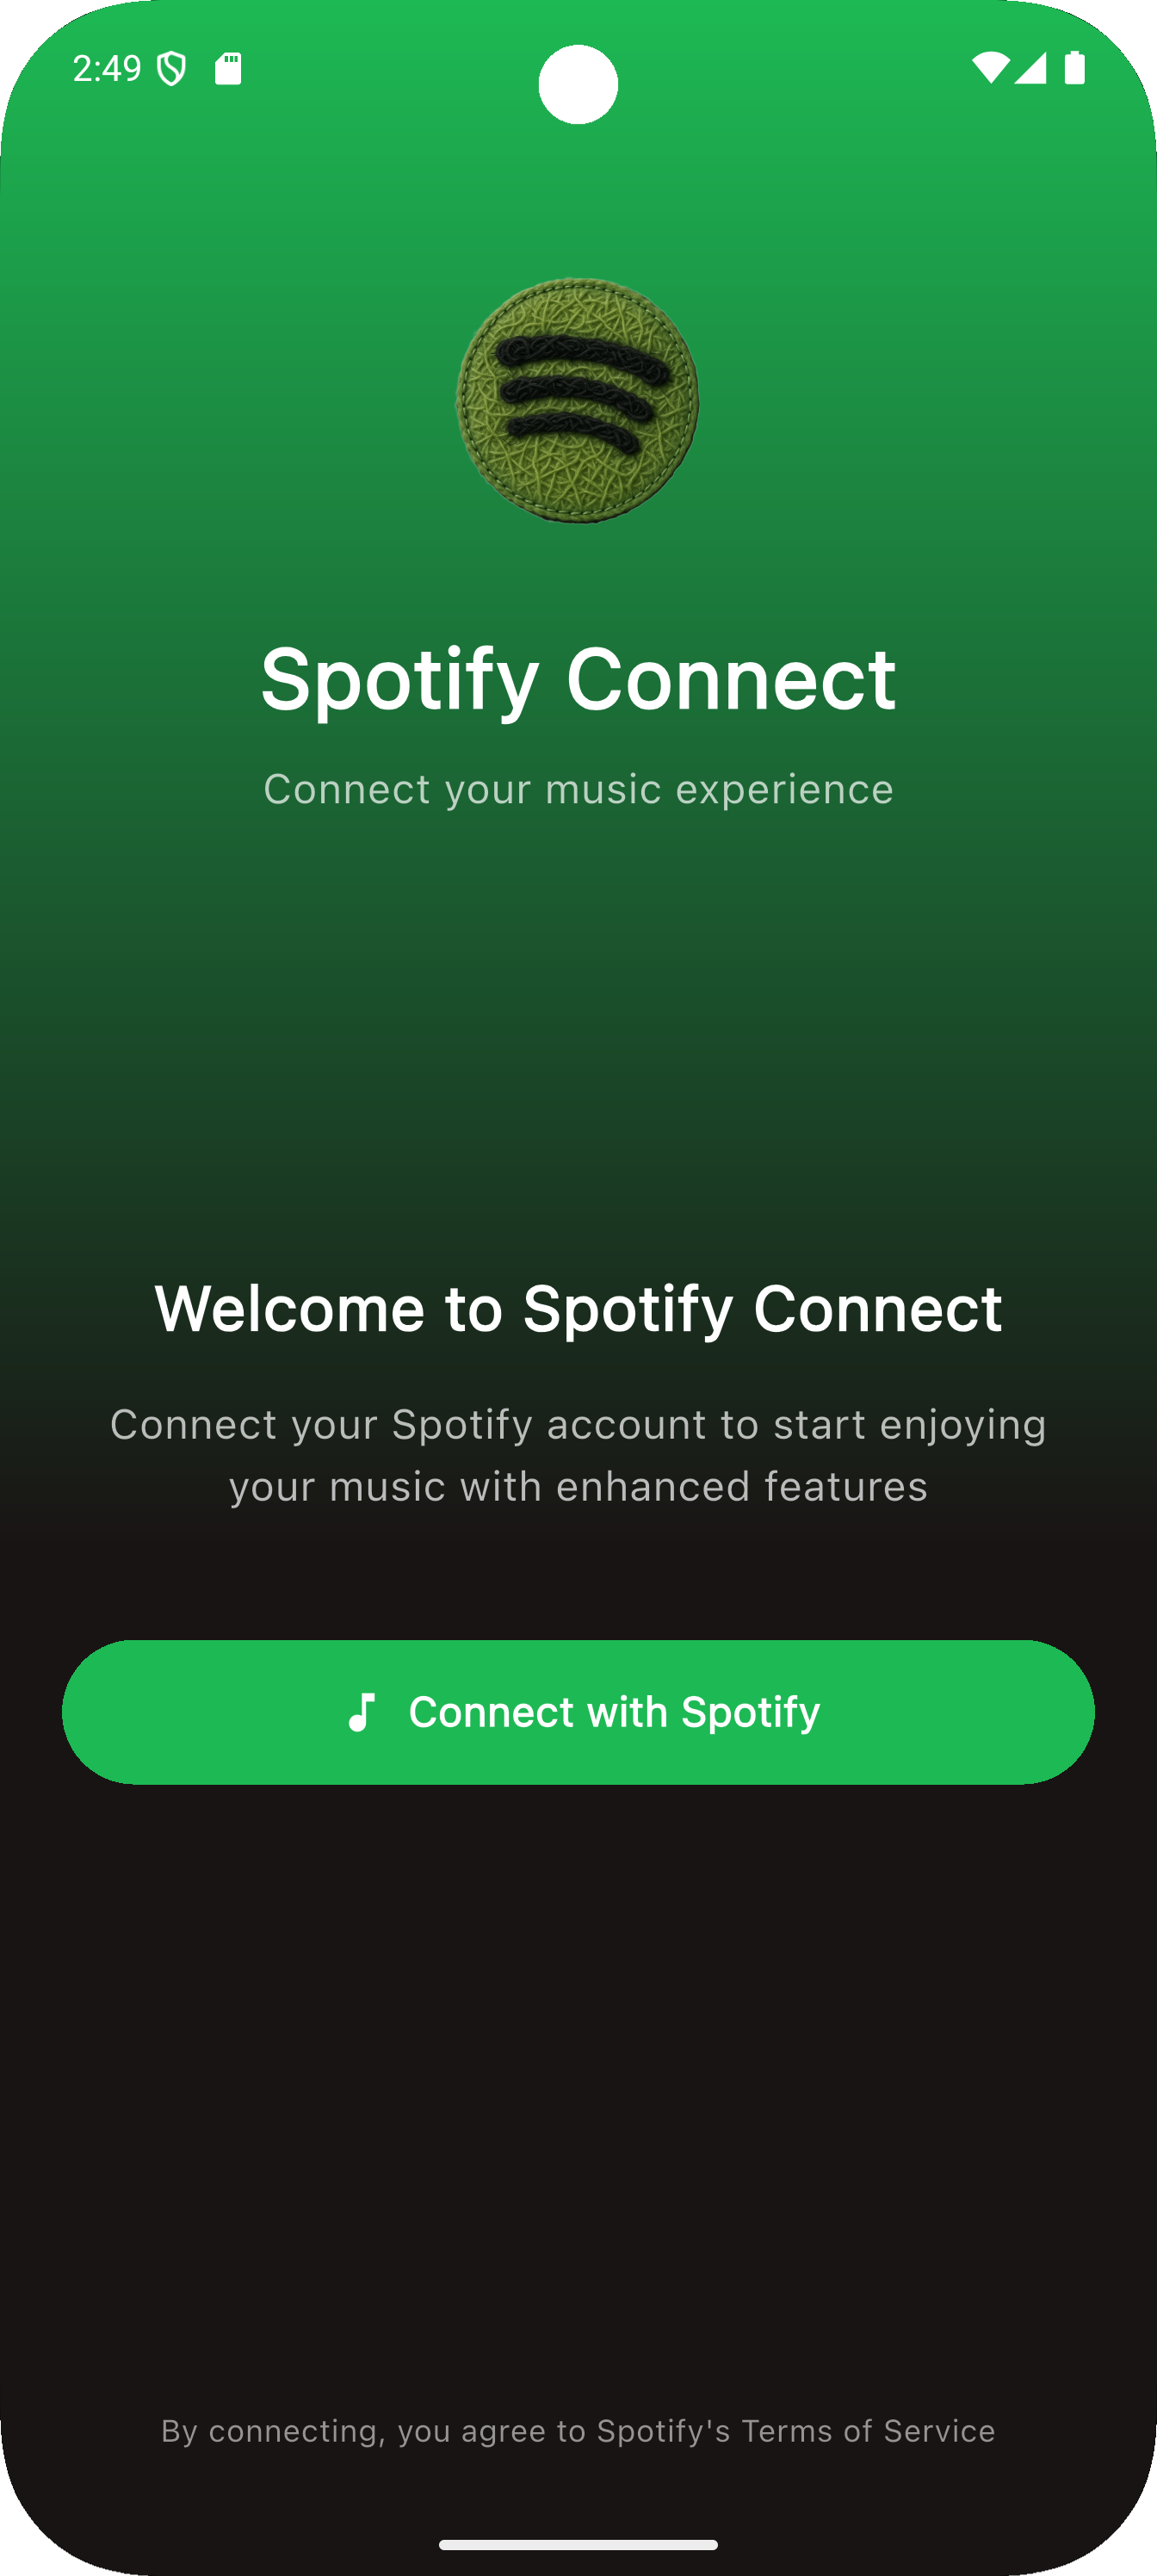 2:49
Spotify Connect
Connect your music experience
Welcome to Spotify Connect
Connect your Spotify account to start enjoying
your music with enhanced features
Connect with Spotify
By connecting, you agree to Spotify's Terms of Service